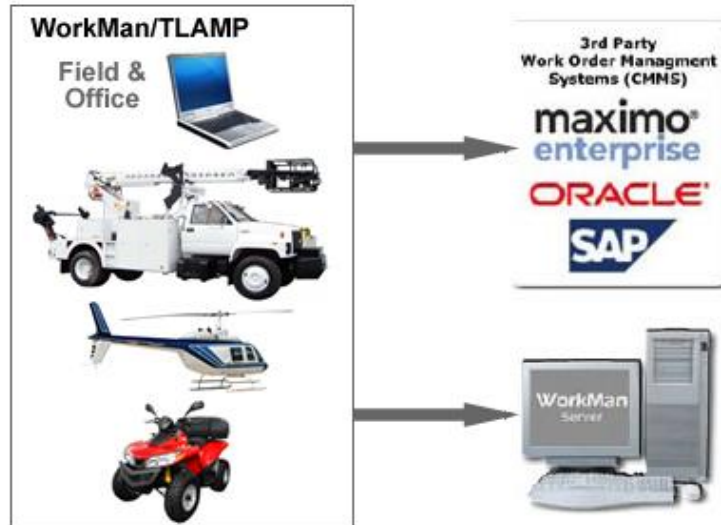 WorkMan/TLAMP
Field &
Office
3rd Party
Work Order Managment
Systems (CMMS)
maximo®
enterprise
ORACLE®
SAP
WorkMan
Server